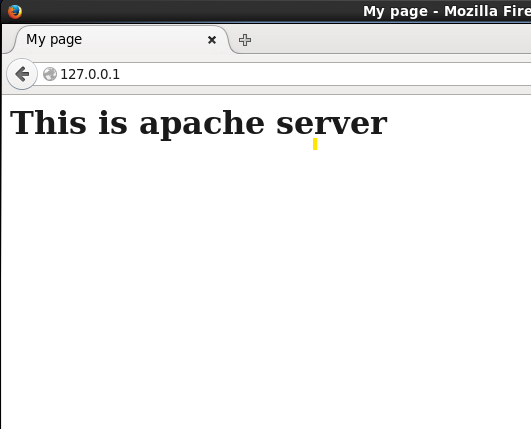 My page - Mozilla Fire
My page
127.0.0.1
This is apache server